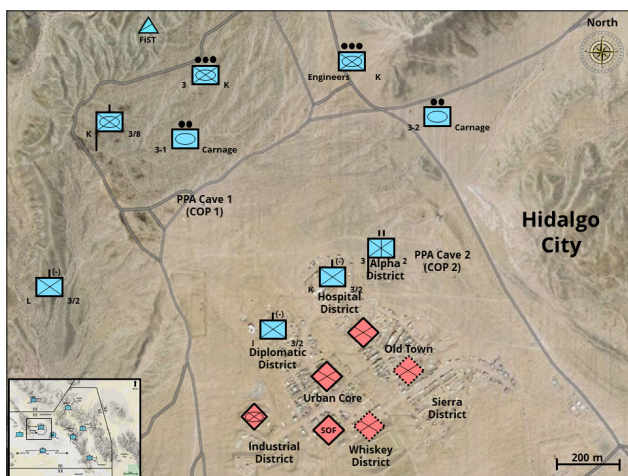 North
FiST
3
K
Engineers
K
K
3/8
3-1
Carnage
3-2
Carnage
PPA Cave 1
(COP 1)
Hidalgo
City
(-)
L
3/2
3
2
Alpha
District
PPA Cave 2
(COP 2)
(-)
K
3/2
Hospital
District
(-)
I
3/2
Diplomatic
District
Old Town
Urban Core
Sierra
District
Industrial
District
SOF
Whiskey
District
200 m